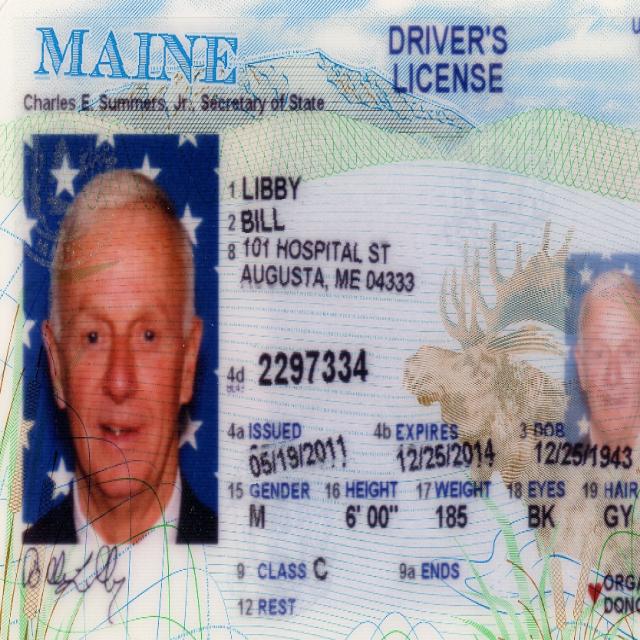 MAINE
DRIVER'S
LICENSE
Charles E. Summers, Jr., Secretary of State
1 LIBBY
2 BILL
8 101 HOSPITAL ST
AUGUSTA, ME 04333
4d 2297334
4a ISSUED 4b EXPIRES 3 DOB
05/19/2011 12/25/2014 12/25/1943
15 GENDER 16 HEIGHT 17 WEIGHT 18 EYES 19 HAIR
M 6' 00" 185 BK GY
9 CLASS C 9a ENDS
12 REST
ORGA
DONO